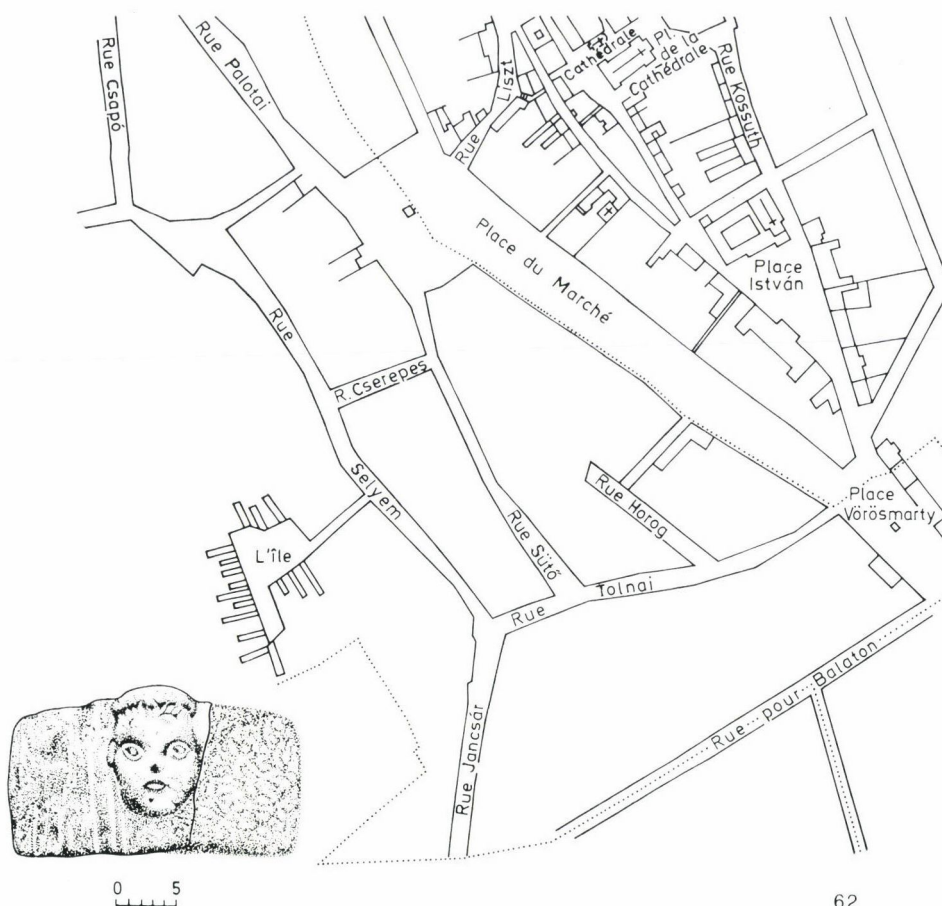 Rue Csapó
Rue Palotai
Rue Liszt
Cathédrale
Pl. de la Cathédrale
Rue Kossuth
Place du Marché
Place István
Rue Selyem
R. Cserepes
Rue Sütő
Rue Horog
Place Vörösmarty
L'île
Rue Tolnai
Rue Jancsár
Rue pour Balaton
0 5
62